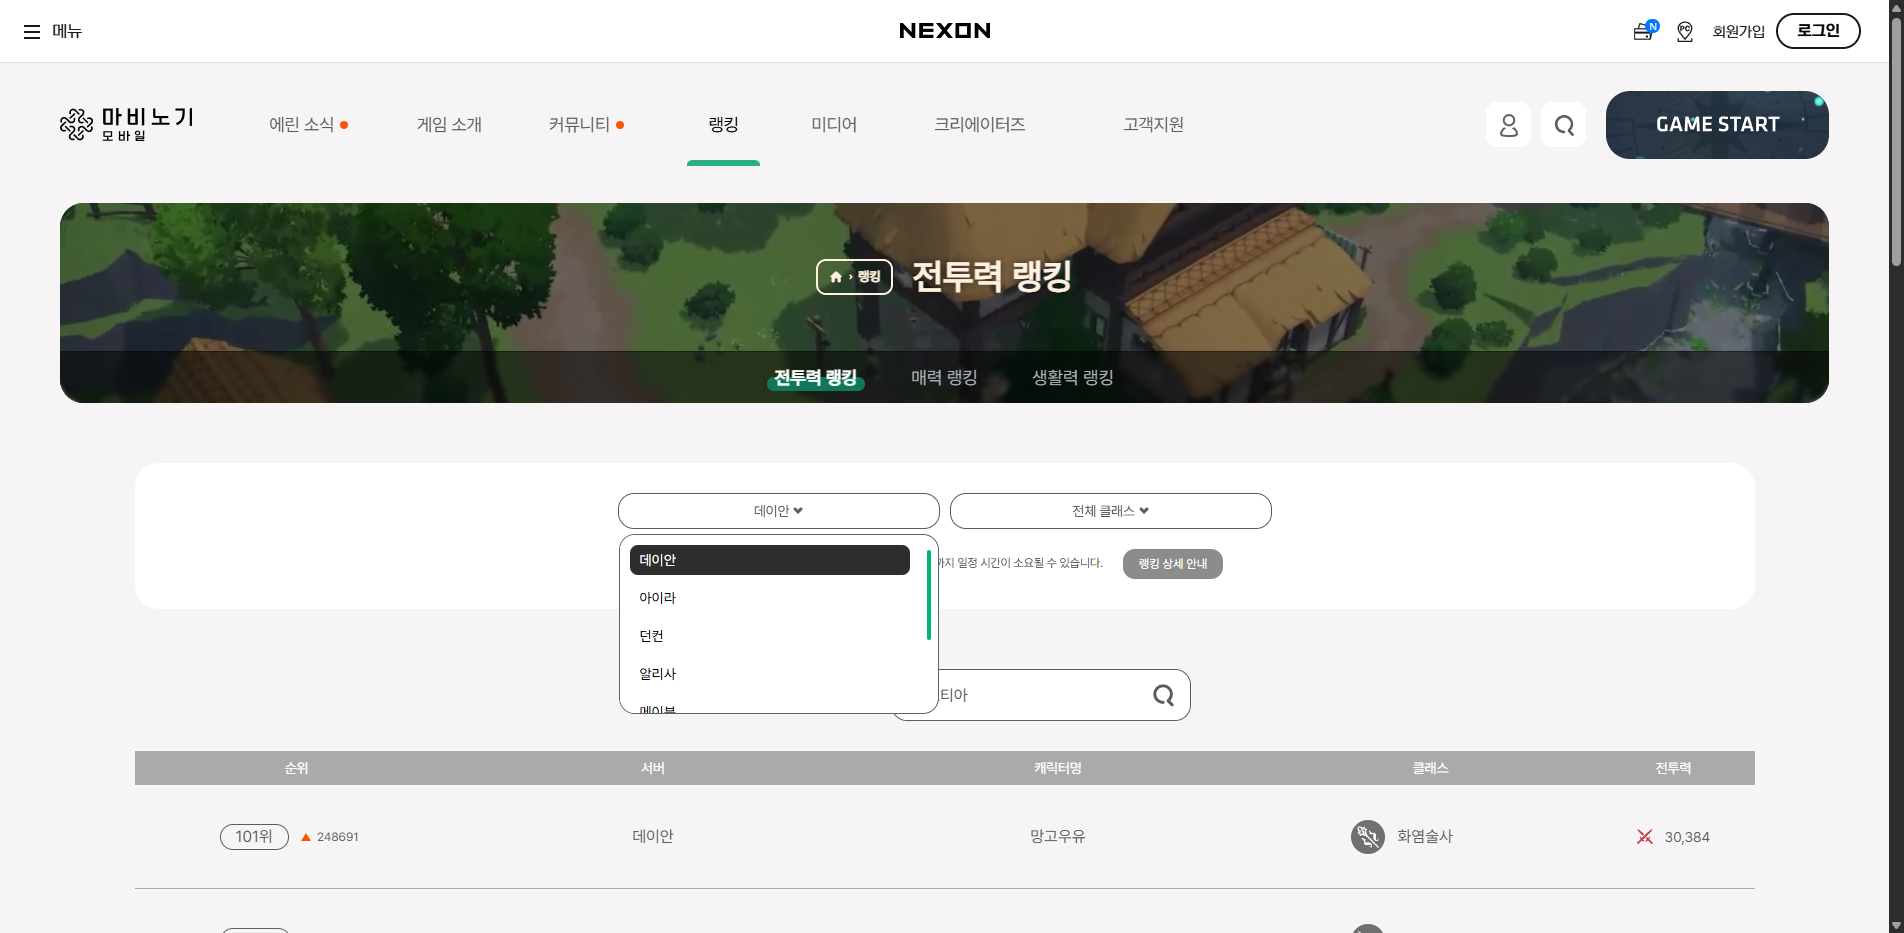 메뉴
NEXON
N
PC
회원가입
로그인
마비노기
모바일
에린 소식
게임 소개
커뮤니티
랭킹
미디어
크리에이터즈
고객지원
GAME START
› 랭킹
전투력 랭킹
전투력 랭킹
매력 랭킹
생활력 랭킹
데이안
전체 클래스
데이안
아이라
던컨
알리사
메이븐
까지 일정 시간이 소요될 수 있습니다.
랭킹 상세 안내
티아
순위
서버
캐릭터명
클래스
전투력
101위
248691
데이안
망고우유
화염술사
30,384